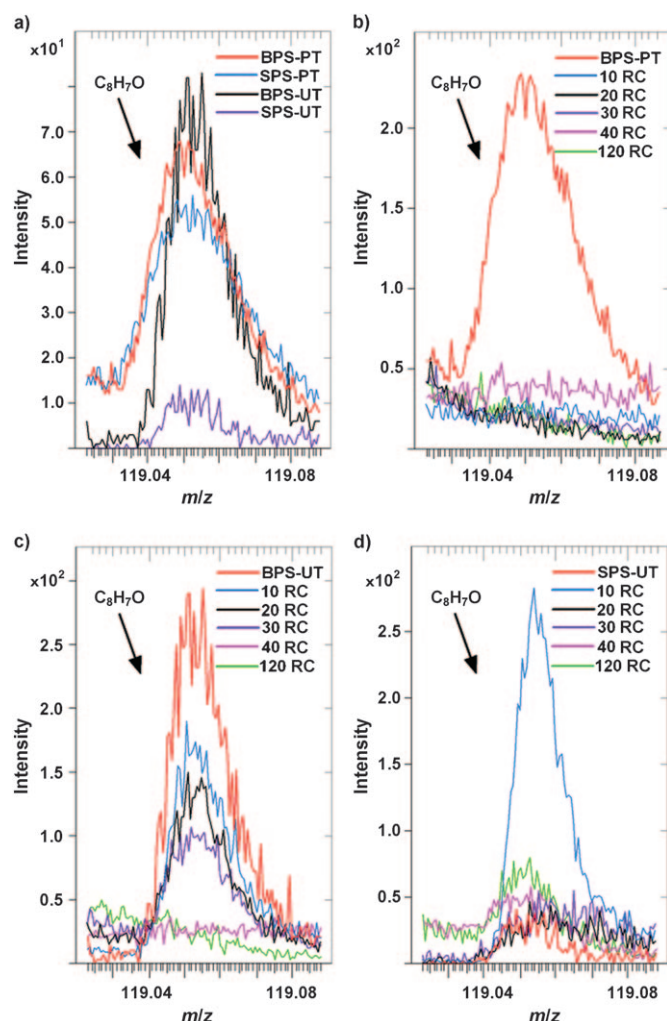 a)
×10¹
C₈H₇O
BPS-PT
SPS-PT
BPS-UT
SPS-UT
7.0
6.0
5.0
4.0
3.0
2.0
1.0
Intensity
119.04
119.08
m/z
b)
×10²
C₈H₇O
BPS-PT
10 RC
20 RC
30 RC
40 RC
120 RC
2.0
1.5
1.0
0.5
Intensity
119.04
119.08
m/z
c)
×10²
C₈H₇O
BPS-UT
10 RC
20 RC
30 RC
40 RC
120 RC
2.5
2.0
1.5
1.0
0.5
Intensity
119.04
119.08
m/z
d)
×10²
C₈H₇O
SPS-UT
10 RC
20 RC
30 RC
40 RC
120 RC
2.5
2.0
1.5
1.0
0.5
Intensity
119.04
119.08
m/z